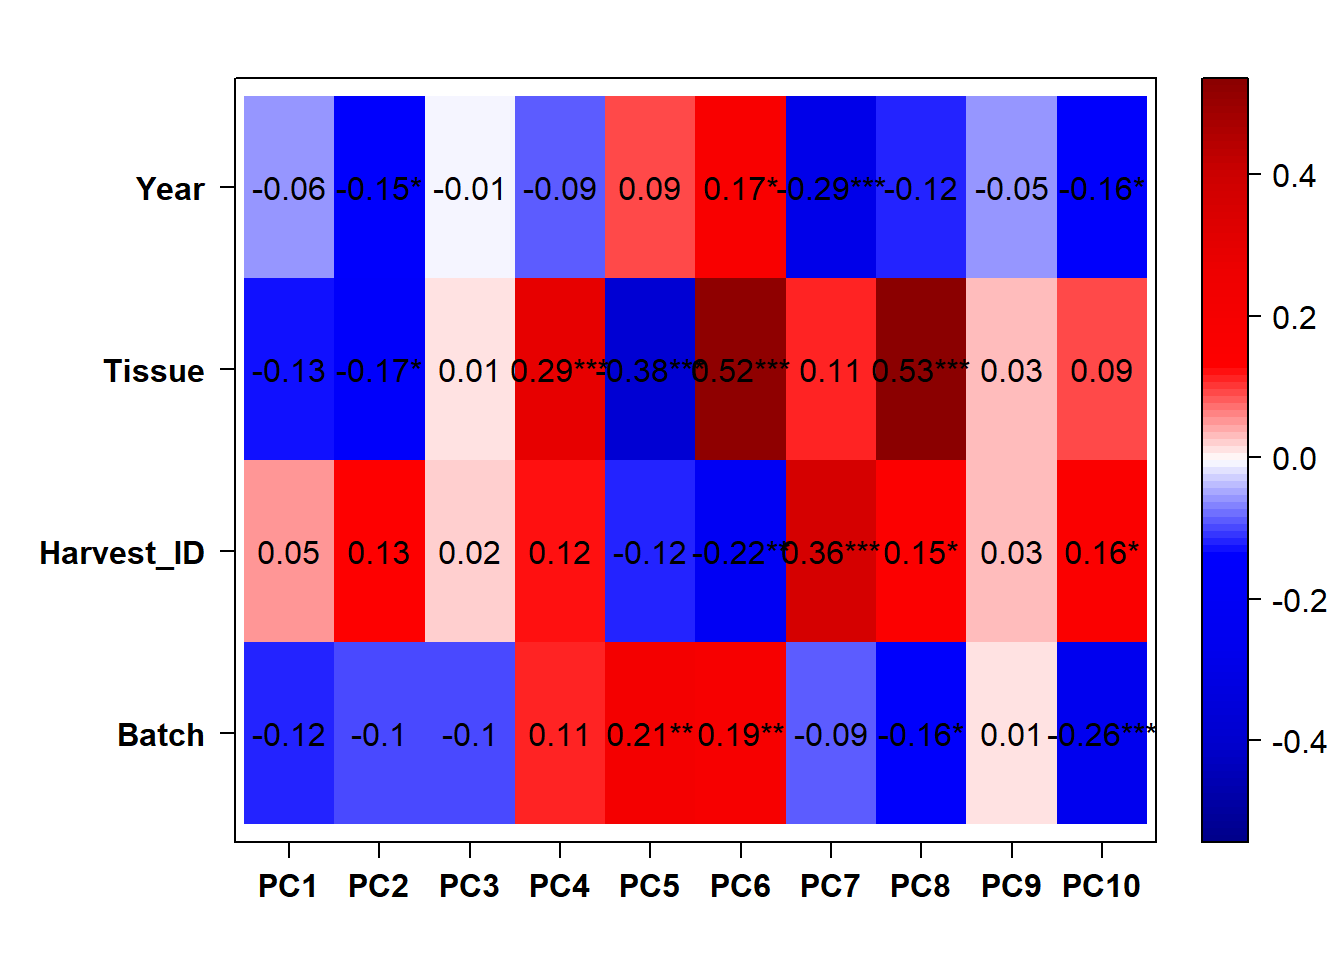 Year -0.06 -0.15* -0.01 -0.09 0.09 0.17* -0.29*** -0.12 -0.05 -0.16*
Tissue -0.13 -0.17* 0.01 0.29*** -0.38*** 0.52*** 0.11 0.53*** 0.03 0.09
Harvest_ID 0.05 0.13 0.02 0.12 -0.12 -0.22** 0.36*** 0.15* 0.03 0.16*
Batch -0.12 -0.1 -0.1 0.11 0.21** 0.19** -0.09 -0.16* 0.01 -0.26***
PC1 PC2 PC3 PC4 PC5 PC6 PC7 PC8 PC9 PC10
0.4
0.2
0.0
-0.2
-0.4